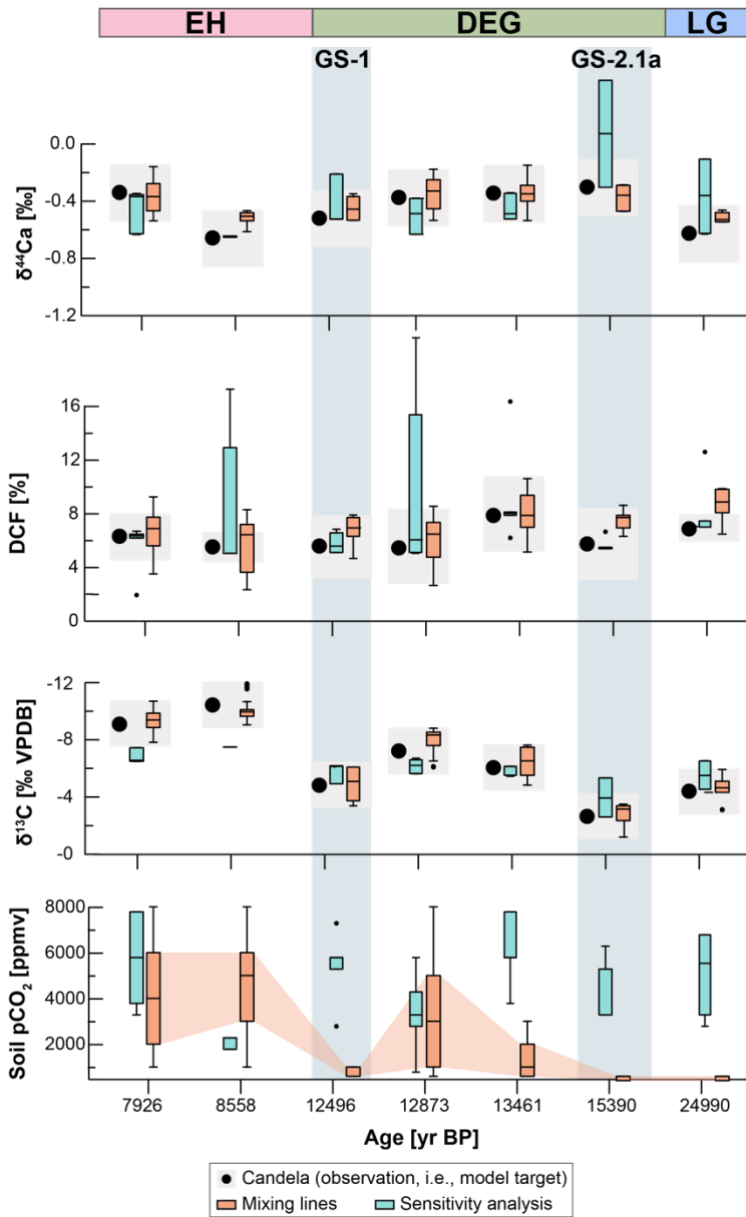 EH DEG LG
GS-1 GS-2.1a
δ⁴⁴Ca [‰]
0.0
-0.4
-0.8
-1.2
DCF [%]
16
12
8
4
0
δ¹³C [‰ VPDB]
-12
-8
-4
-0
Soil pCO₂ [ppmv]
8000
6000
4000
2000
7926 8558 12496 12873 13461 15390 24990
Age [yr BP]
Candela (observation, i.e., model target)
Mixing lines Sensitivity analysis